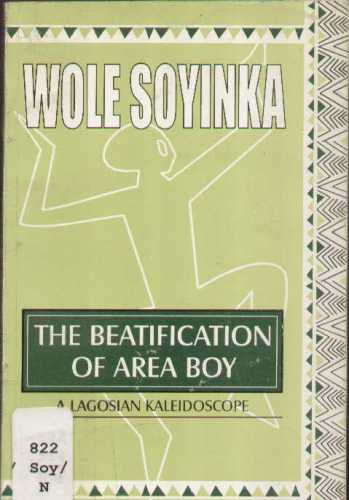 WOLE SOYINKA
THE BEATIFICATION
OF AREA BOY
A LAGOSIAN KALEIDOSCOPE
822
/ Soy/
N